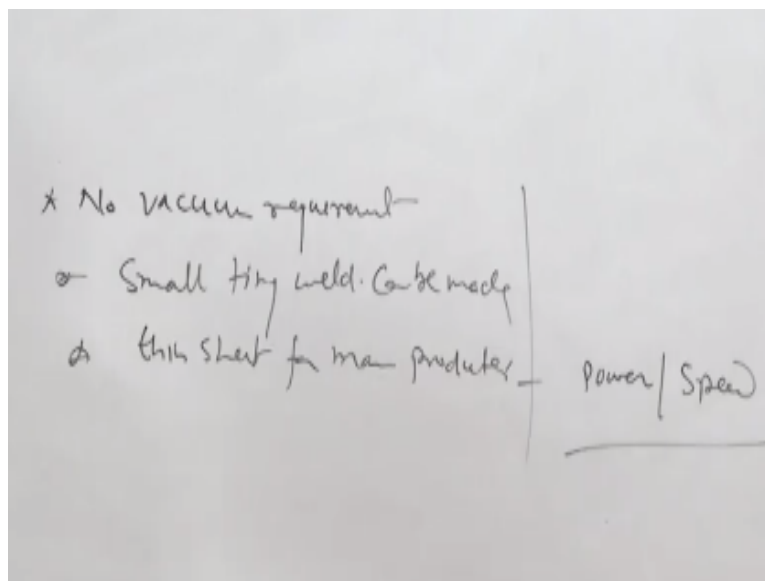 * No vacuum requirement
Small tiny weld. Can be made
thin sheet for mass production
Power/Speed